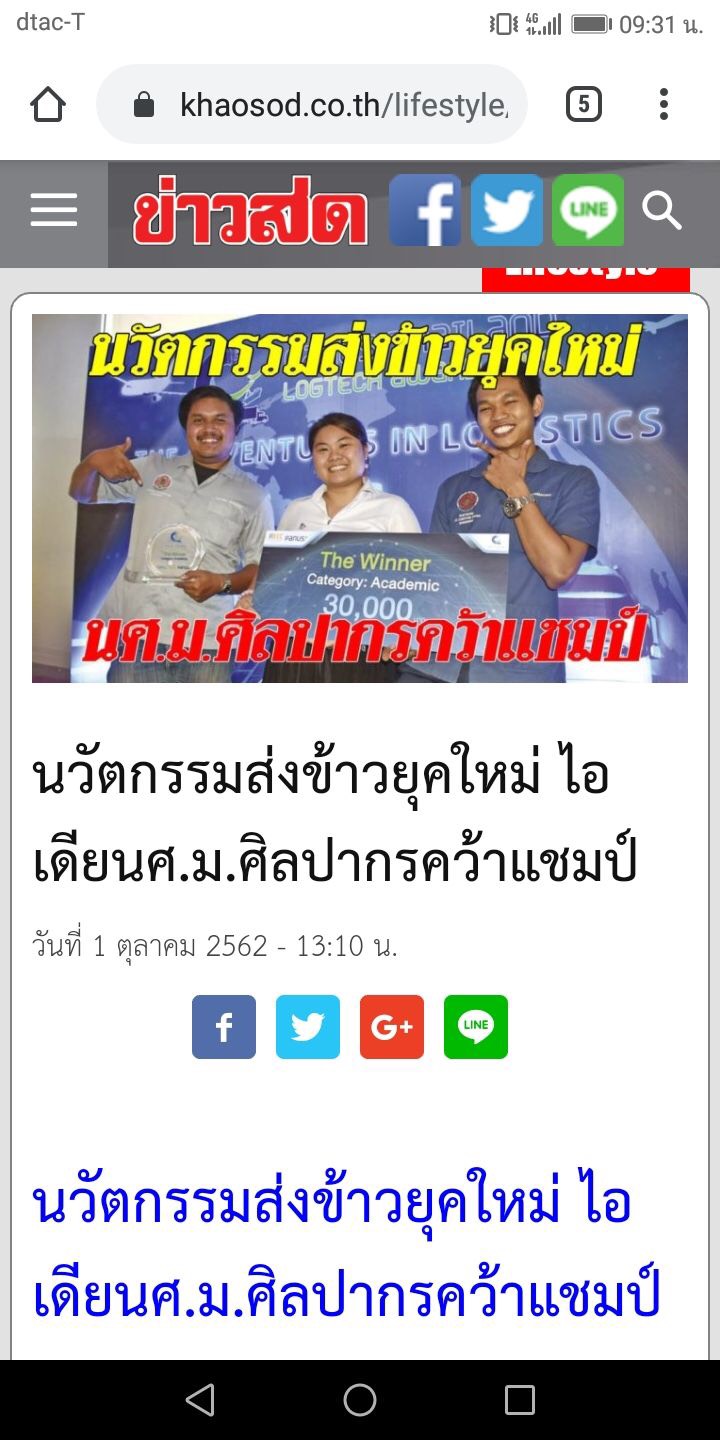 dtac-T 4G 09:31 น.
khaosod.co.th/lifestyle 5
ข่าวสด LINE
Lifestyle
นวัตกรรมส่งข้าวยุคใหม่
LOGTECH
VENTU S IN LO STICS
The Winner
The Winner
Category: Academic
30,000
นศ.ม.ศิลปากรคว้าแชมป์
นวัตกรรมส่งข้าวยุคใหม่ ไอ
เดียนศ.ม.ศิลปากรคว้าแชมป์
วันที่ 1 ตุลาคม 2562 - 13:10 น.
f G+ LINE
นวัตกรรมส่งข้าวยุคใหม่ ไอ
เดียนศ.ม.ศิลปากรคว้าแชมป์